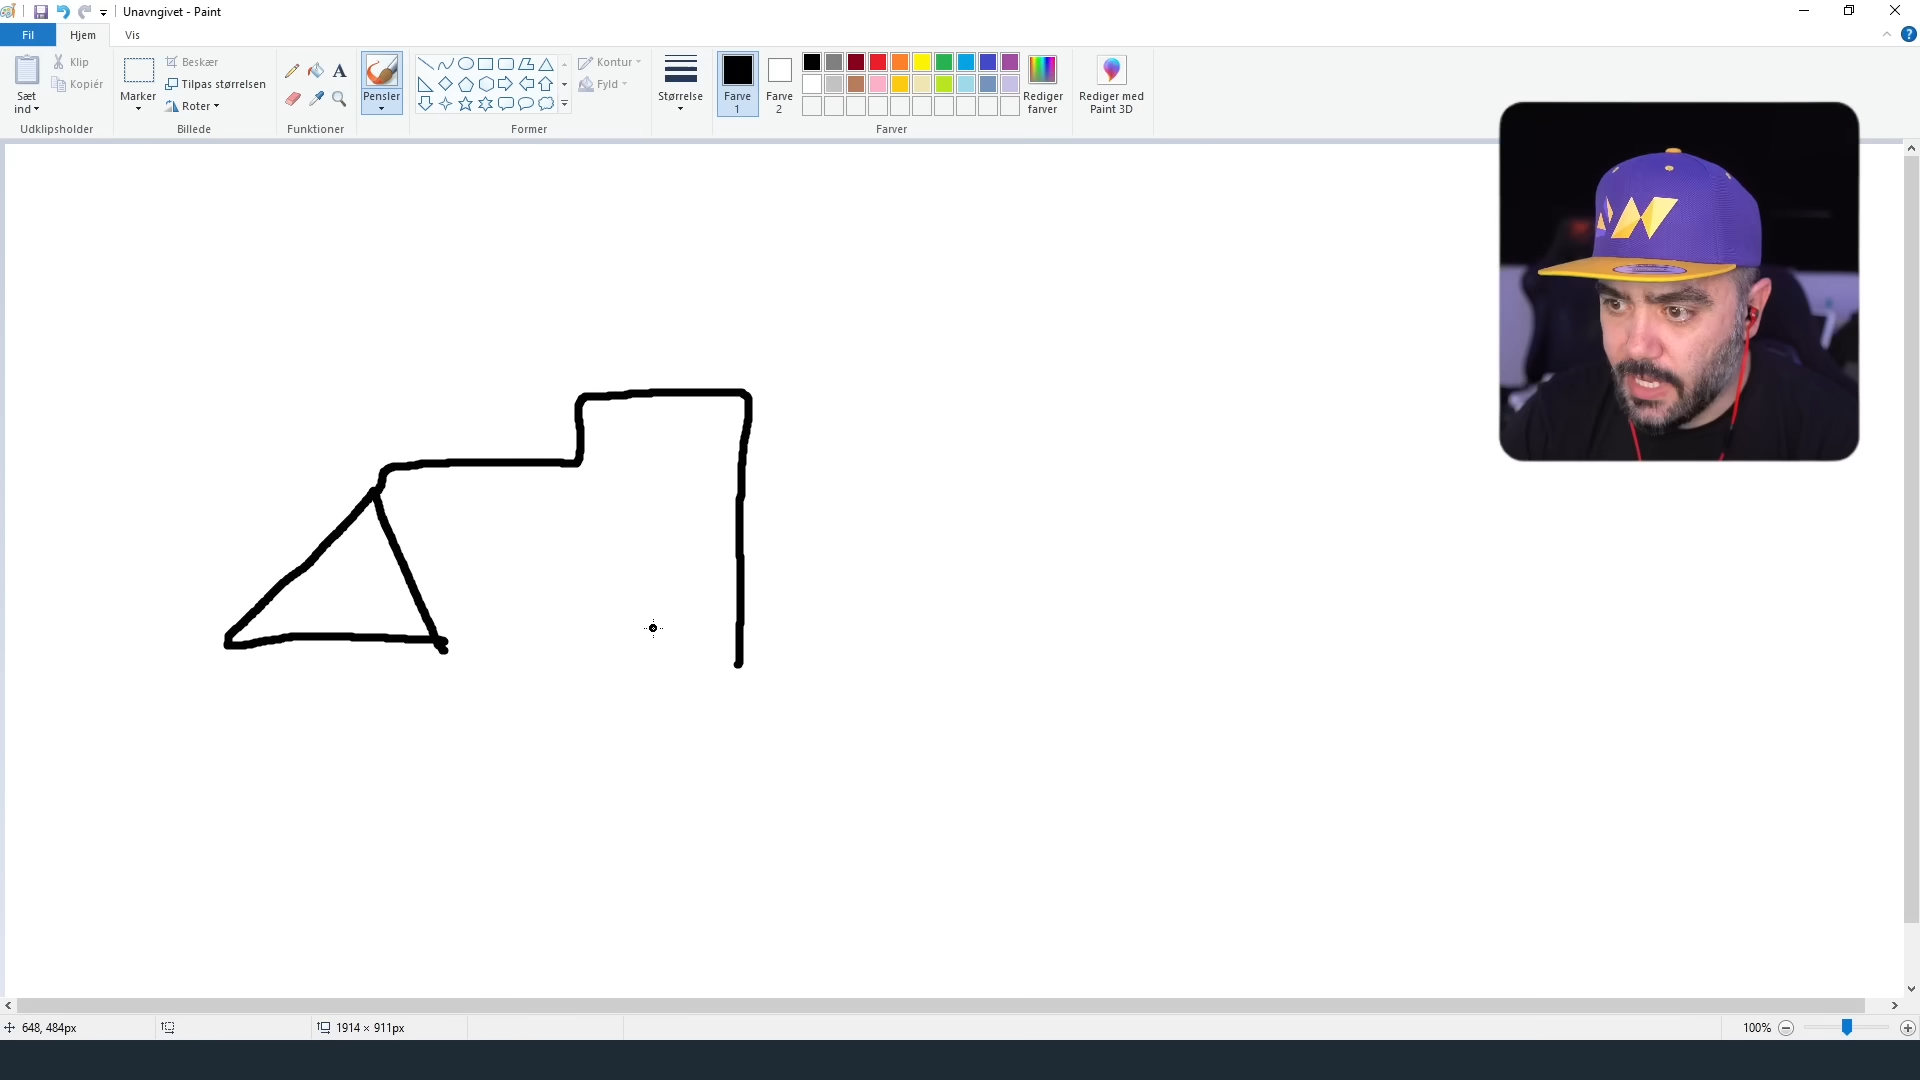 Unavngivet - Paint
Fil
Hjem
Vis
Sæt
ind
Klip
Kopiér
Udklipsholder
Marker
Beskær
Tilpas størrelsen
Roter
Billede
A
Funktioner
Pensler
Kontur
Fyld
Former
Størrelse
Farve
1
Farve
2
Rediger
farver
Farver
Rediger med
Paint 3D
?
648, 484px
1914 × 911px
100%